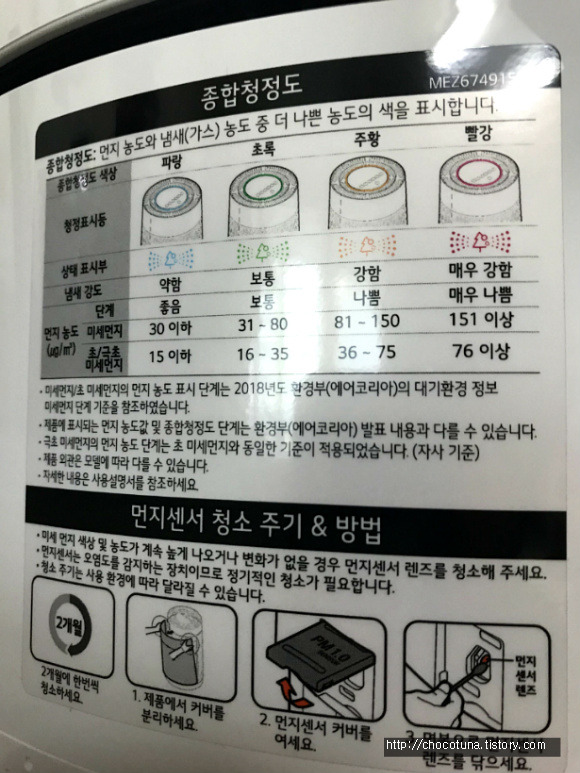 종합청정도
종합청정도: 먼지 농도와 냄새(가스) 농도 중 더 나쁜 농도의 색을 표시합니다.
종합청정도 색상 파랑 초록 주황 빨강
청정표시등
상태 표시부
냄새 강도 약함 보통 강함 매우 강함
단계 좋음 보통 나쁨 매우 나쁨
먼지 농도 (㎍/㎥) 미세먼지 30 이하 31 ~ 80 81 ~ 150 151 이상
초/극초 미세먼지 15 이하 16 ~ 35 36 ~ 75 76 이상
• 미세먼지/초 미세먼지의 먼지 농도 표시 단계는 2018년도 환경부(에어코리아)의 대기환경 정보
미세먼지 단계 기준을 참조하였습니다.
• 제품에 표시되는 먼지 농도값 및 종합청정도 단계는 환경부(에어코리아) 발표 내용과 다를 수 있습니다.
• 극초 미세먼지의 먼지 농도 단계는 초 미세먼지와 동일한 기준이 적용되었습니다. (자사 기준)
• 제품 외관은 모델에 따라 다를 수 있습니다.
• 자세한 내용은 사용설명서를 참조하세요.
먼지센서 청소 주기 & 방법
• 미세 먼지 색상 및 농도가 계속 높게 나오거나 변화가 없을 경우 먼지센서 렌즈를 청소해 주세요.
• 먼지센서는 오염도를 감지하는 장치이므로 정기적인 청소가 필요합니다.
• 청소 주기는 사용 환경에 따라 달라질 수 있습니다.
2개월
PM 1.0
먼지
센서
렌즈
2개월에 한번씩
청소하세요.
1. 제품에서 커버를
분리하세요.
2. 먼지센서 커버를
여세요.
렌즈를 닦으세요.
http://chocotuna.tistory.com